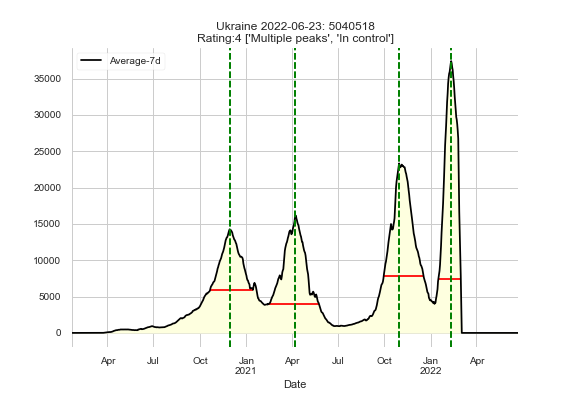 Ukraine 2022-06-23: 5040518
Rating:4 ['Multiple peaks', 'In control']
Average-7d
35000
30000
25000
20000
15000
10000
5000
0
Apr Jul Oct Jan Apr Jul Oct Jan Apr
2021 2022
Date